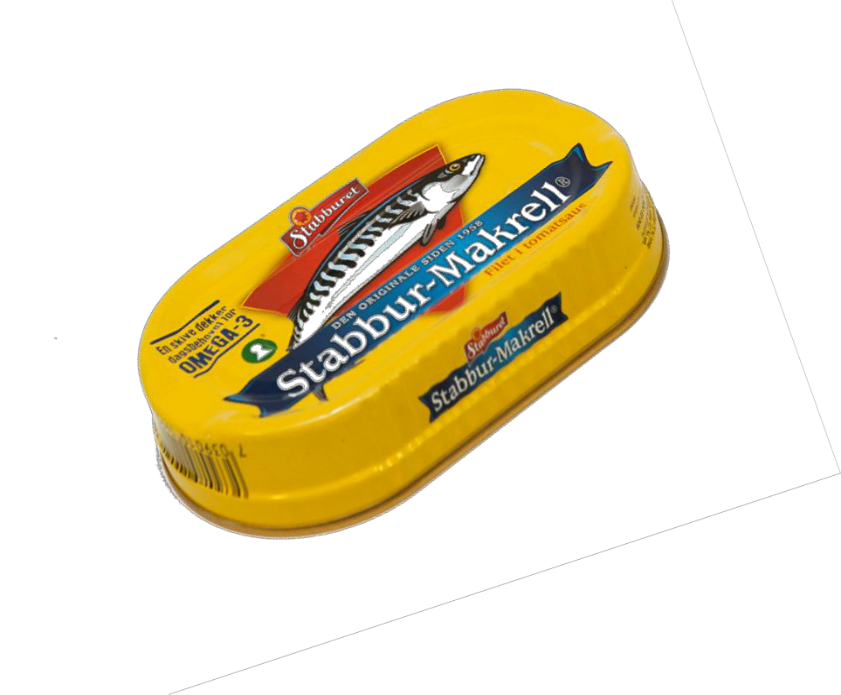 Stabburet
DEN ORIGINALE SIDEN 1958
Stabbur-Makrell®
Filet i tomatsaus
En skive dekker
dagsbehovet for
OMEGA-3
Stabburet
Stabbur-Makrell®